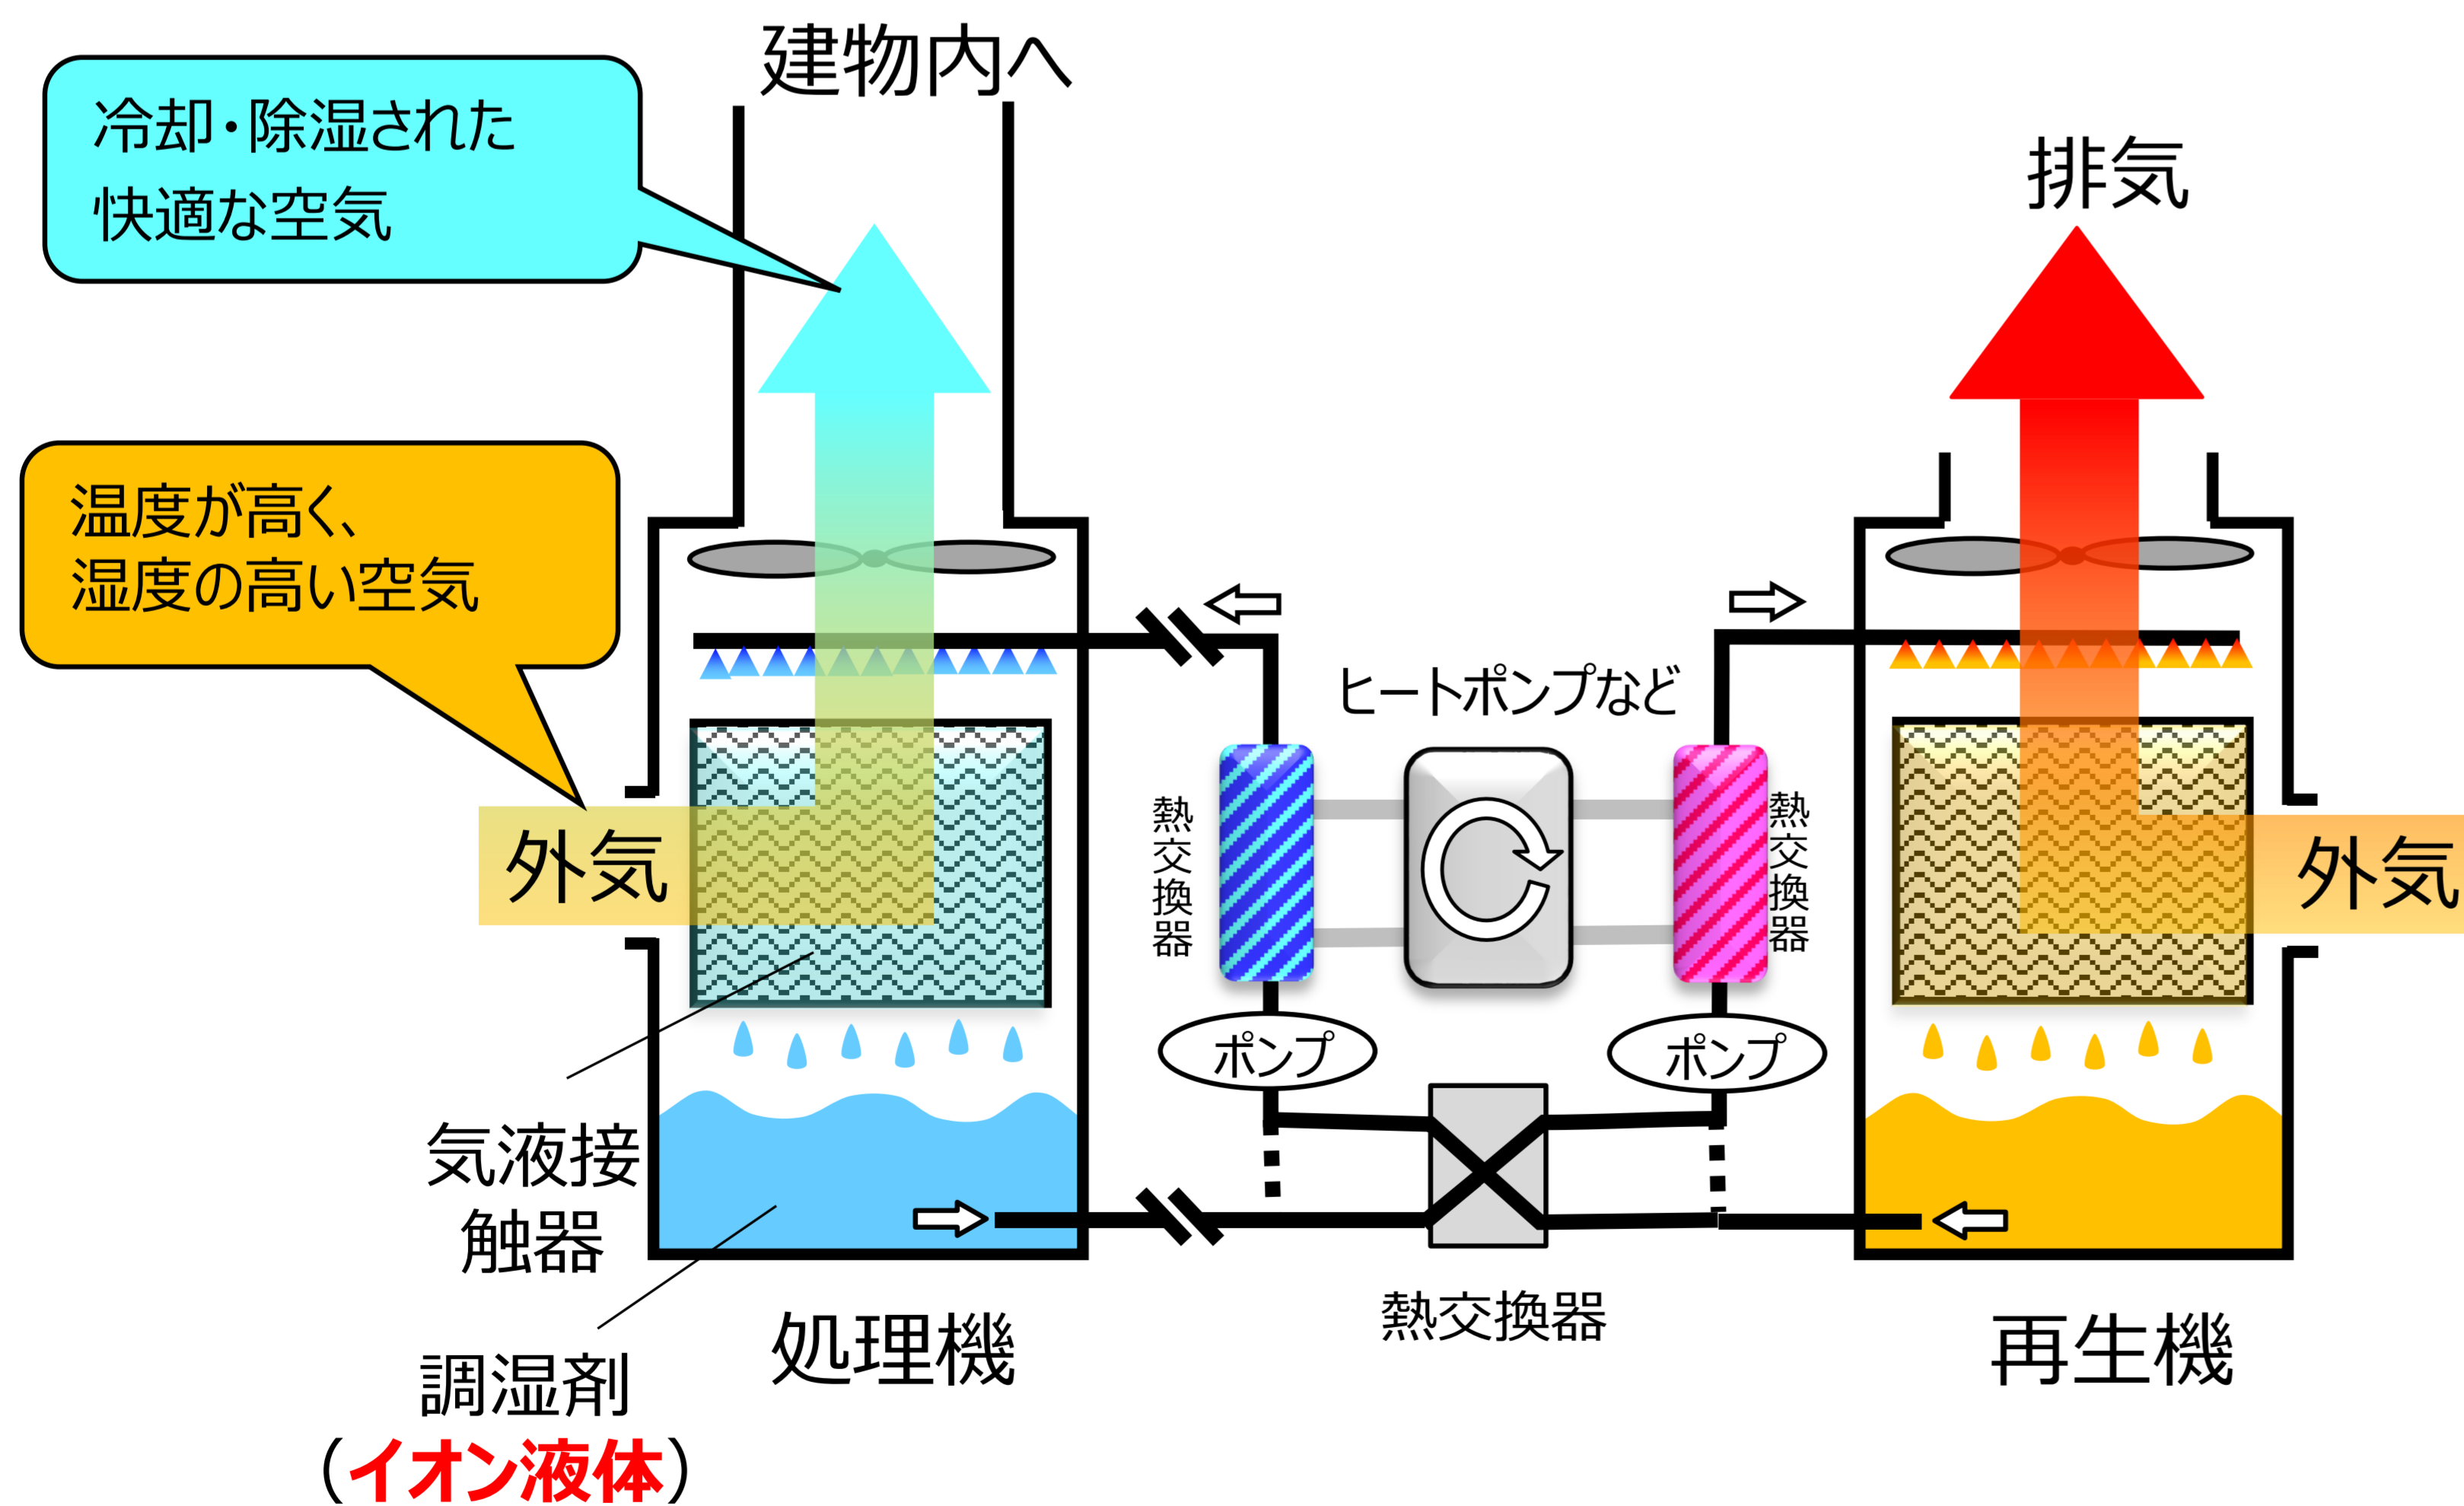 建物内へ
冷却・除湿された
快適な空気
排気
温度が高く、
湿度の高い空気
ヒートポンプなど
外気
熱交換器
熱交換器
外気
ポンプ
ポンプ
気液接
触器
熱交換器
処理機
再生機
調湿剤
（イオン液体）